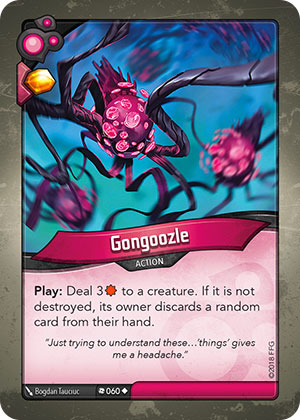 Gongoozle
ACTION
Play: Deal 3 to a creature. If it is not
destroyed, its owner discards a random
card from their hand.
"Just trying to understand these...‘things’ gives
me a headache."
©2018 FFG
Bogdan Tauciuc 060